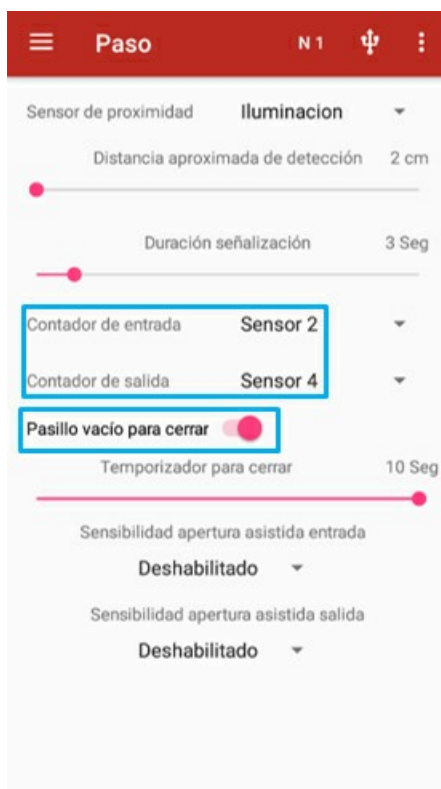 Paso N 1
Sensor de proximidad Iluminacion
Distancia aproximada de detección 2 cm
Duración señalización 3 Seg
Contador de entrada Sensor 2
Contador de salida Sensor 4
Pasillo vacío para cerrar
Temporizador para cerrar 10 Seg
Sensibilidad apertura asistida entrada
Deshabilitado
Sensibilidad apertura asistida salida
Deshabilitado